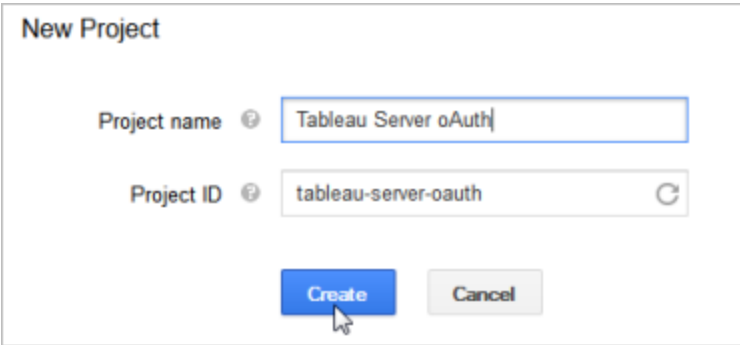 New Project
Project name Tableau Server oAuth
Project ID tableau-server-oauth
Create Cancel